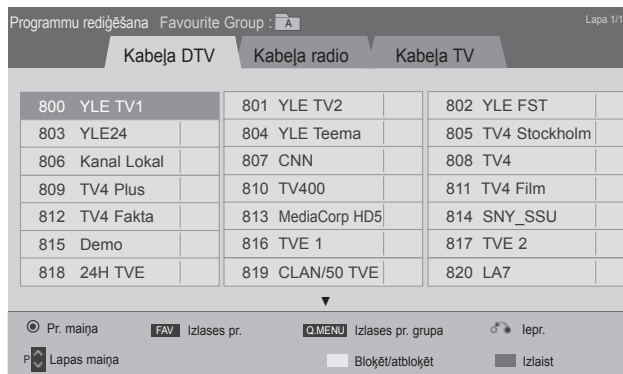 Programmu rediģēšana Favourite Group : A Lapa 1/1
Kabeļa DTV Kabeļa radio Kabeļa TV
800 YLE TV1 801 YLE TV2 802 YLE FST
803 YLE24 804 YLE Teema 805 TV4 Stockholm
806 Kanal Lokal 807 CNN 808 TV4
809 TV4 Plus 810 TV400 811 TV4 Film
812 TV4 Fakta 813 MediaCorp HD5 814 SNY_SSU
815 Demo 816 TVE 1 817 TVE 2
818 24H TVE 819 CLAN/50 TVE 820 LA7
Pr. maiņa FAV Izlases pr. Q.MENU Izlases pr. grupa Iepr.
P Lapas maiņa Bloķēt/atbloķēt Izlaist